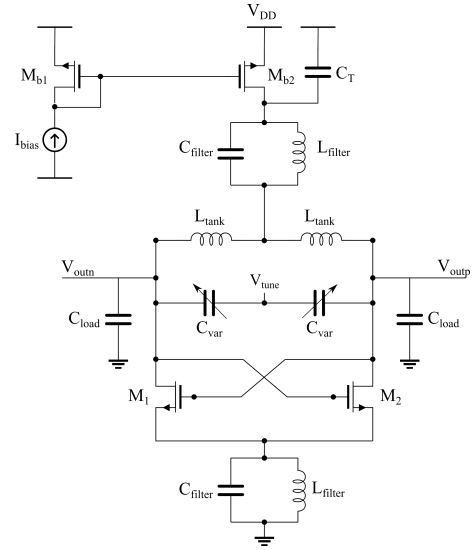 V_DD
M_b1
M_b2
C_T
I_bias
C_filter
L_filter
L_tank
L_tank
V_outn
V_tune
V_outp
C_load
C_var
C_var
C_load
M_1
M_2
C_filter
L_filter